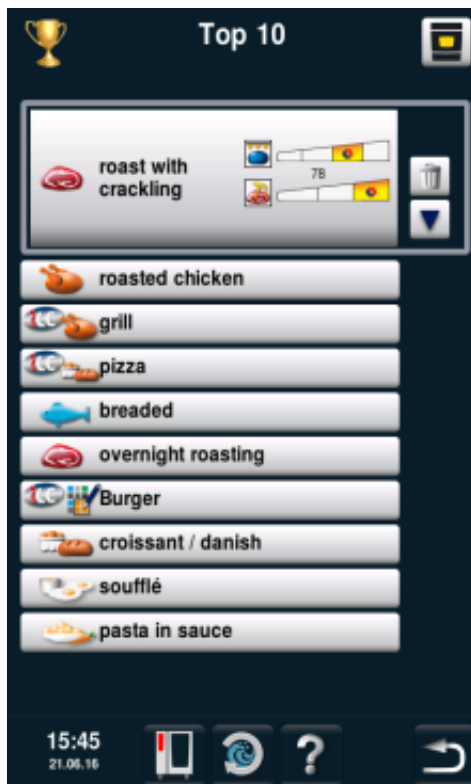 Top 10
roast with
crackling
78
roasted chicken
grill
pizza
breaded
overnight roasting
Burger
croissant / danish
soufflé
pasta in sauce
15:45
21.06.16
?